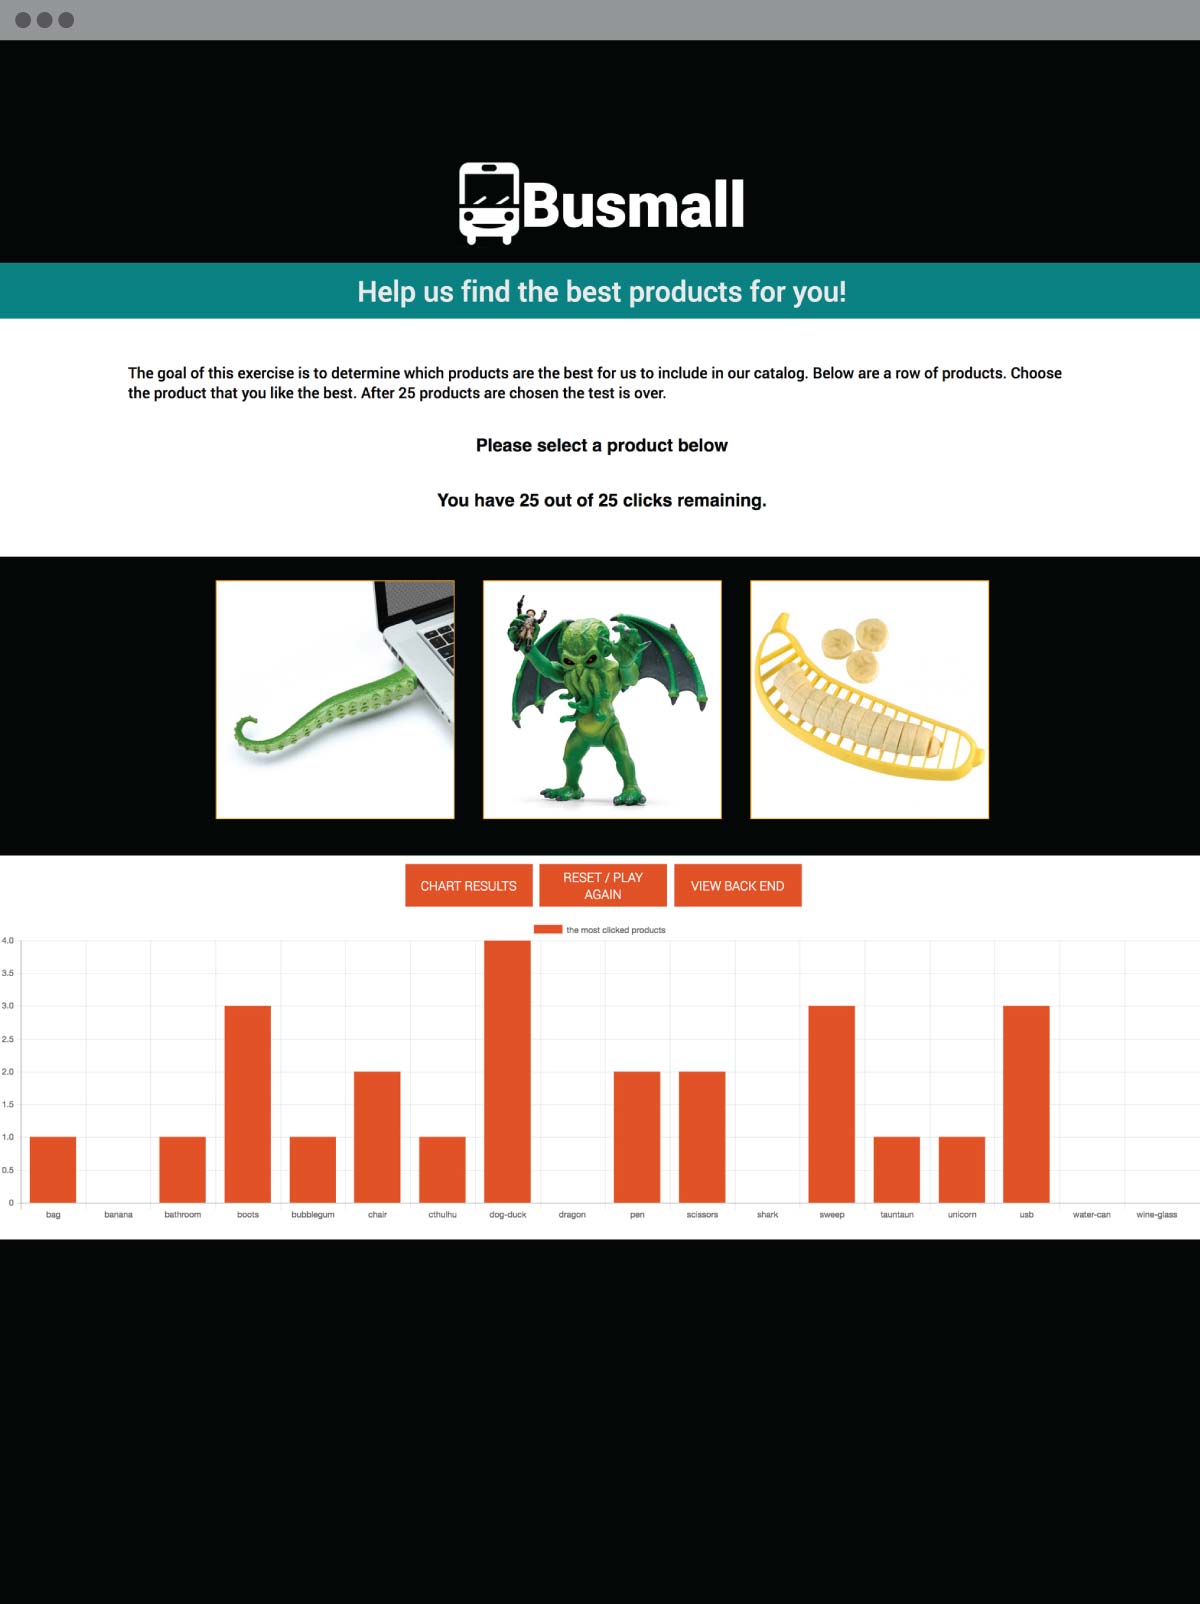 Busmall
Help us find the best products for you!
The goal of this exercise is to determine which products are the best for us to include in our catalog. Below are a row of products. Choose
the product that you like the best. After 25 products are chosen the test is over.
Please select a product below
You have 25 out of 25 clicks remaining.
CHART RESULTS
RESET / PLAY
AGAIN
VIEW BACK END
the most clicked products
4.0
3.5
3.0
2.5
2.0
1.5
1.0
0.5
0
bag banana bathroom boots bubblegum chair cthulhu dog-duck dragon pen scissors shark sweep tauntaun unicorn usb water-can wine-glass